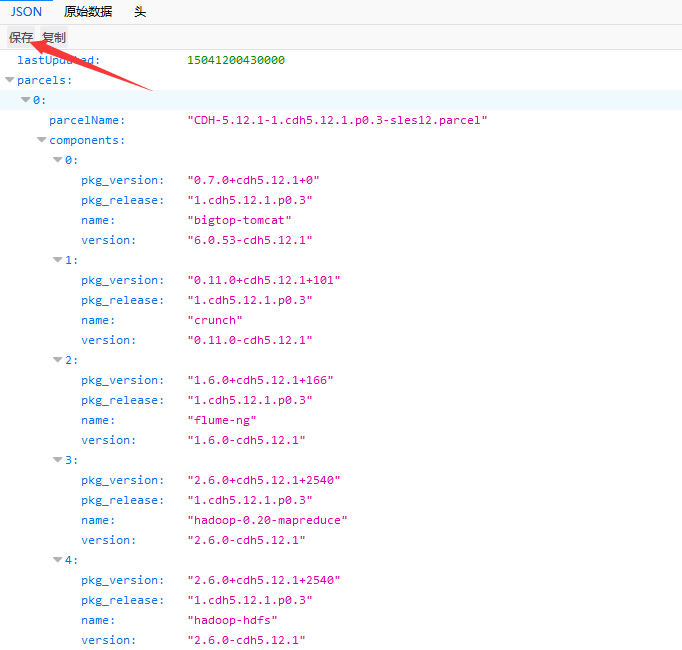 JSON 原始数据 头
保存 复制
lastUpdated: 15041200430000
parcels:
0:
parcelName: "CDH-5.12.1-1.cdh5.12.1.p0.3-sles12.parcel"
components:
0:
pkg_version: "0.7.0+cdh5.12.1+0"
pkg_release: "1.cdh5.12.1.p0.3"
name: "bigtop-tomcat"
version: "6.0.53-cdh5.12.1"
1:
pkg_version: "0.11.0+cdh5.12.1+101"
pkg_release: "1.cdh5.12.1.p0.3"
name: "crunch"
version: "0.11.0-cdh5.12.1"
2:
pkg_version: "1.6.0+cdh5.12.1+166"
pkg_release: "1.cdh5.12.1.p0.3"
name: "flume-ng"
version: "1.6.0-cdh5.12.1"
3:
pkg_version: "2.6.0+cdh5.12.1+2540"
pkg_release: "1.cdh5.12.1.p0.3"
name: "hadoop-0.20-mapreduce"
version: "2.6.0-cdh5.12.1"
4:
pkg_version: "2.6.0+cdh5.12.1+2540"
pkg_release: "1.cdh5.12.1.p0.3"
name: "hadoop-hdfs"
version: "2.6.0-cdh5.12.1"